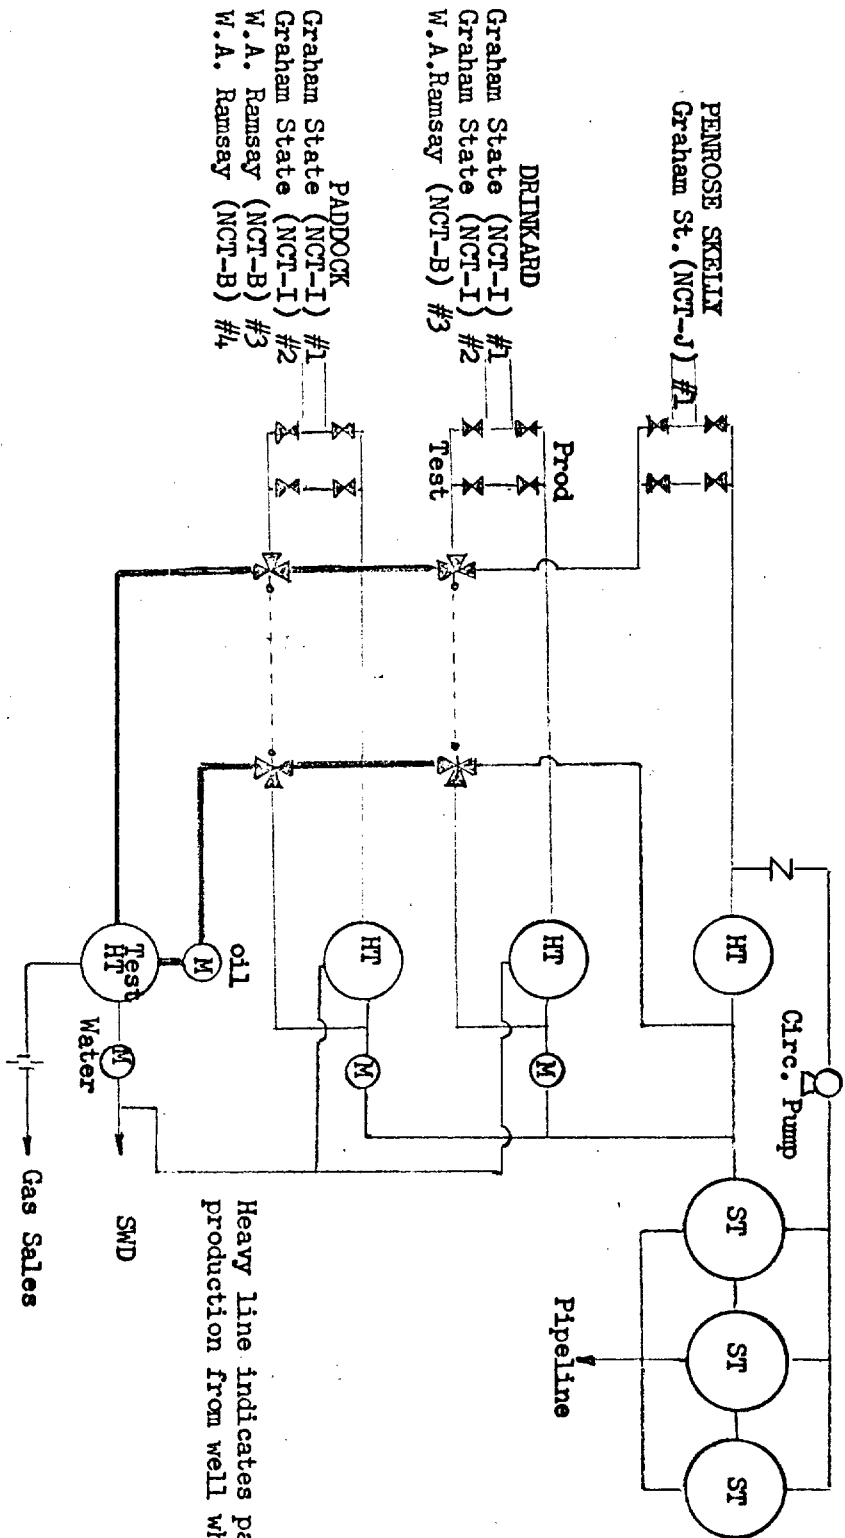 PENROSE SKELLY
Graham St. (NCT-J) #1
DRINKARD
Graham State (NCT-I) #1
Graham State (NCT-I) #2
W.A.Ramsay (NCT-B) #3
PADDOCK
Graham State (NCT-I) #1
Graham State (NCT-I) #2
W.A. Ramsay (NCT-B) #3
W.A. Ramsay (NCT-B) #4
Prod
Test
Circ. Pump
HT
HT
HT
Test
HT
M
M
M
M
oil
Water
ST
ST
ST
Pipeline
SWD
Gas Sales
Heavy line indicates
production from well